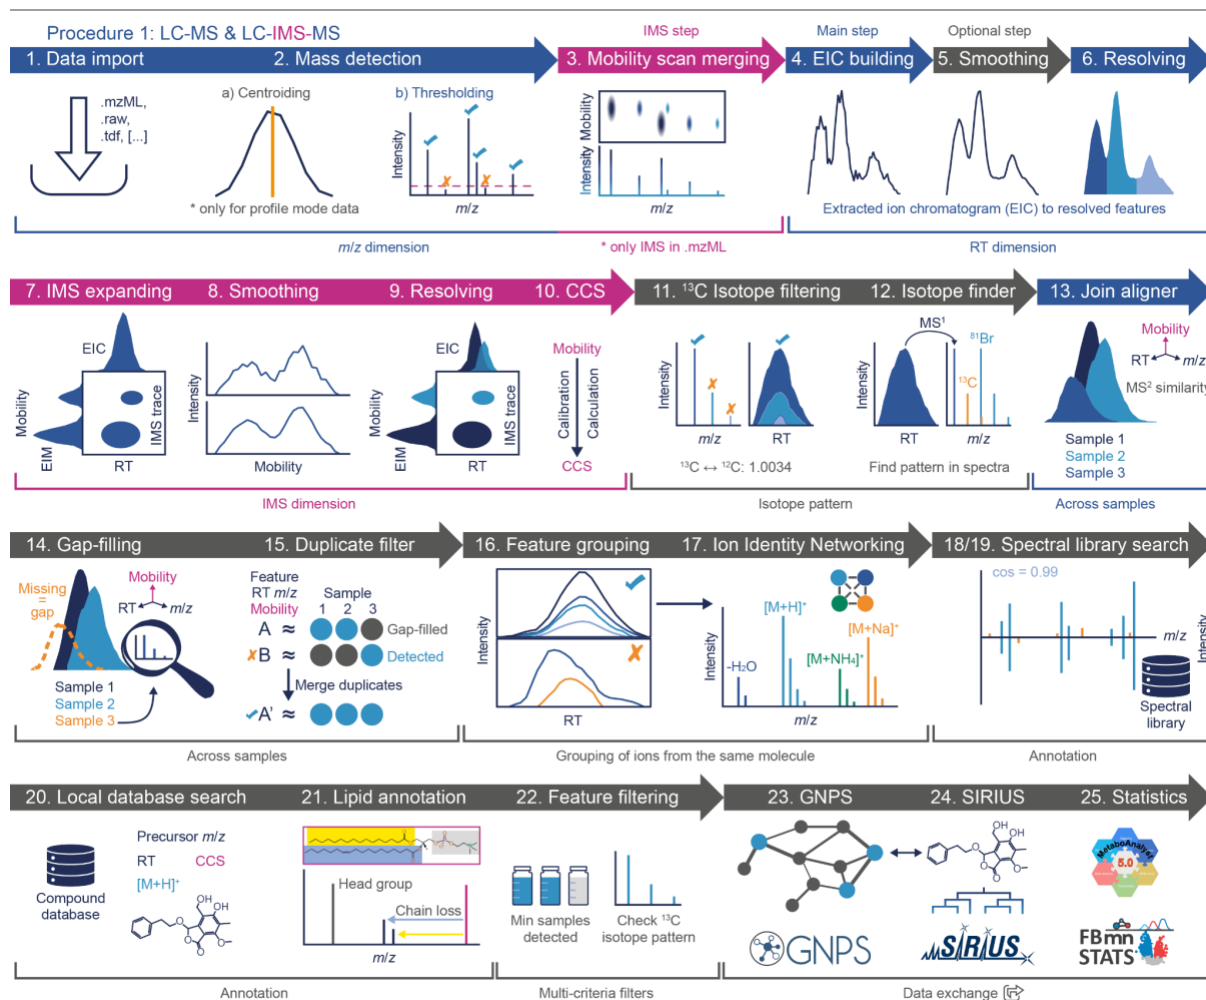 Procedure 1: LC-MS & LC-IMS-MS
IMS step
Main step
Optional step
1. Data import
2. Mass detection
3. Mobility scan merging
4. EIC building
5. Smoothing
6. Resolving
.mzML,
.raw,
.tdf, [...]
a) Centroiding
* only for profile mode data
b) Thresholding
Intensity
m/z
Mobility
Intensity
m/z
Extracted ion chromatogram (EIC) to resolved features
m/z dimension
* only IMS in .mzML
RT dimension
7. IMS expanding
8. Smoothing
9. Resolving
10. CCS
11. ¹³C Isotope filtering
12. Isotope finder
13. Join aligner
EIC
Mobility
EIM
IMS trace
RT
Intensity
Mobility
EIC
Mobility
EIM
IMS trace
RT
Mobility
Calibration
Calculation
CCS
Intensity
m/z
RT
¹³C ↔ ¹²C: 1.0034
MS¹
⁸¹Br
¹³C
Intensity
RT
m/z
Find pattern in spectra
Mobility
RT
m/z
MS² similarity
Sample 1
Sample 2
Sample 3
IMS dimension
Isotope pattern
Across samples
14. Gap-filling
15. Duplicate filter
16. Feature grouping
17. Ion Identity Networking
18/19. Spectral library search
Missing
=
gap
Mobility
RT
m/z
Sample 1
Sample 2
Sample 3
Feature
RT m/z
Mobility
Sample
1 2 3
A ≈
Gap-filled
✗B ≈
Detected
Merge duplicates
✓A' ≈
Intensity
RT
Intensity
-H₂O
[M+H]⁺
[M+NH₄]⁺
[M+Na]⁺
m/z
cos = 0.99
m/z
Intensity
Spectral
library
Across samples
Grouping of ions from the same molecule
Annotation
20. Local database search
21. Lipid annotation
22. Feature filtering
23. GNPS
24. SIRIUS
25. Statistics
Precursor m/z
RT CCS
[M+H]⁺
Compound
database
OH
OH
O
O
O
O
Head group
Chain loss
m/z
Min samples
detected
Check ¹³C
isotope pattern
GNPS
OH
OH
O
O
O
O
SIRIUS
MetaboAnalyst
5.0
FBmn
STATS
Annotation
Multi-criteria filters
Data exchange